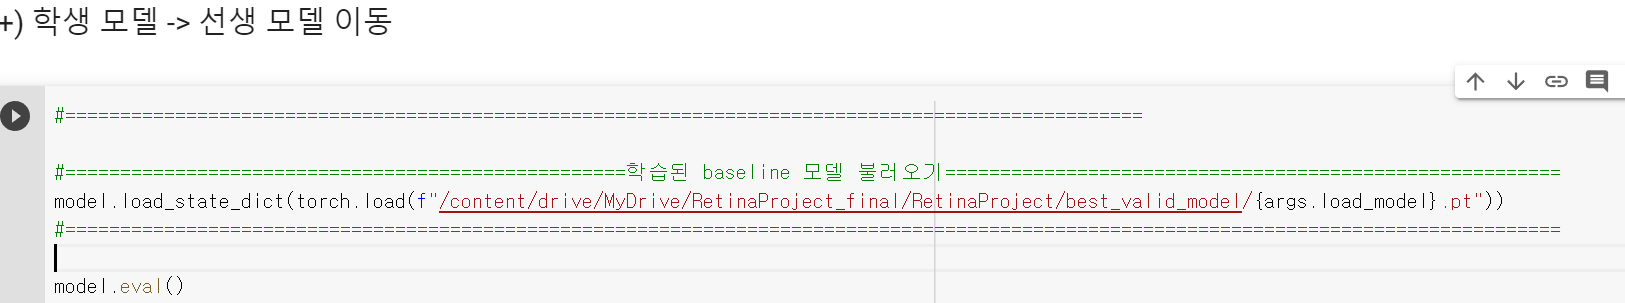 +) 학생 모델 -> 선생 모델 이동
#==================================================================================================
#===================================================학습된 baseline 모델 불러오기========================================================
model.load_state_dict(torch.load(f"/content/drive/MyDrive/RetinaProject_final/RetinaProject/best_valid_model/{args.load_model}.pt"))
#========================================================================================================================================
model.eval()